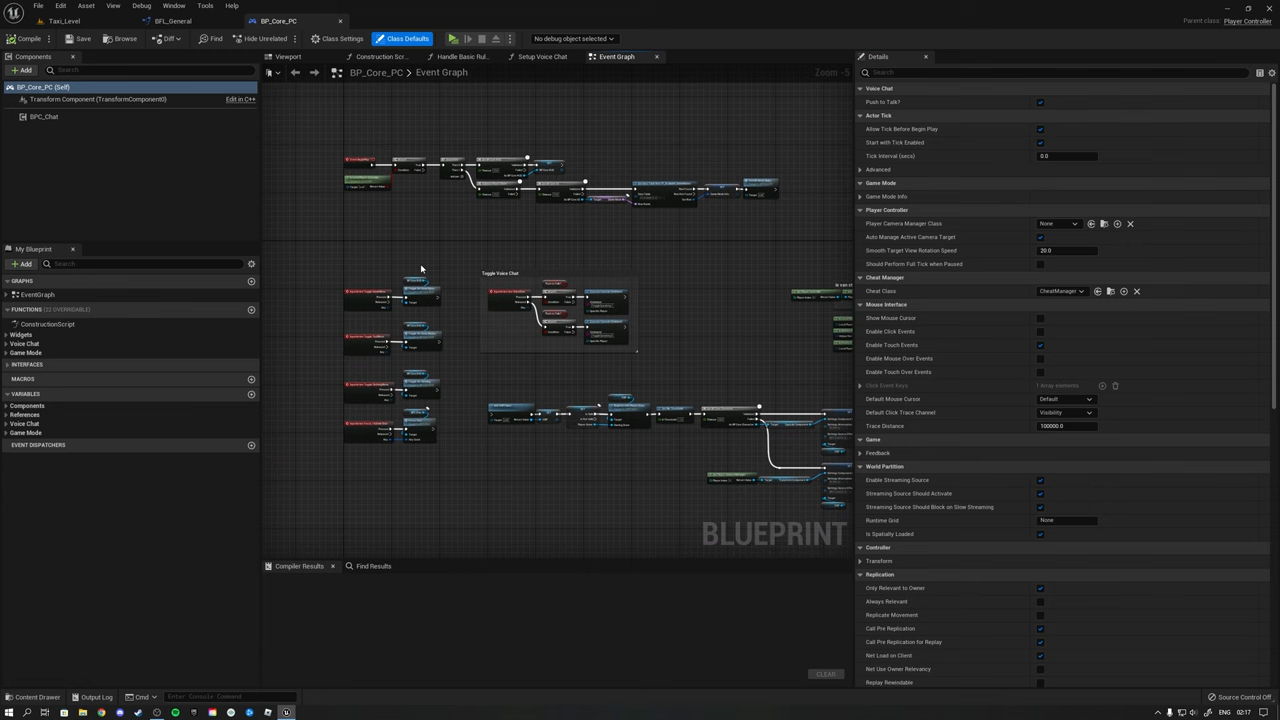 File Edit Asset View Debug Window Tools Help
Taxi_Level BFL_General BP_Core_PC Parent class: Player Controller
Compile Save Browse Diff Find Hide Unrelated Class Settings Class Defaults No debug object selected
Components
Add Search
BP_Core_PC (Self)
Transform Component (TransformComponent0) Edit in C++
BPC_Chat
My Blueprint
Add Search
GRAPHS
EventGraph
FUNCTIONS (22 OVERRIDABLE)
ConstructionScript
Widgets
Voice Chat
Game Mode
INTERFACES
MACROS
VARIABLES
Components
References
Voice Chat
Game Mode
EVENT DISPATCHERS
Viewport Construction Scr... Handle Basic Rul... Setup Voice Chat Event Graph
BP_Core_PC > Event Graph Zoom -5
Toggle Voice Chat
BLUEPRINT
Compiler Results Find Results
CLEAR
Details
Search
Voice Chat
Push to Talk?
Actor Tick
Allow Tick Before Begin Play
Start with Tick Enabled
Tick Interval (secs) 0.0
Advanced
Game Mode
Game Mode Info
Player Controller
Player Camera Manager Class None
Auto Manage Active Camera Target
Smooth Target View Rotation Speed 20.0
Should Perform Full Tick when Paused
Cheat Manager
Cheat Class CheatManager
Mouse Interface
Show Mouse Cursor
Enable Click Events
Enable Touch Events
Enable Mouse Over Events
Enable Touch Over Events
Click Event Keys 1 Array elements
Default Mouse Cursor Default
Default Click Trace Channel Visibility
Trace Distance 100000.0
Game
Feedback
World Partition
Enable Streaming Source
Streaming Source Should Activate
Streaming Source Should Block on Slow Streaming
Runtime Grid None
Is Spatially Loaded
Controller
Transform
Replication
Only Relevant to Owner
Always Relevant
Replicate Movement
Call Pre Replication
Call Pre Replication for Replay
Net Load on Client
Net Use Owner Relevancy
Replay Rewindable
Content Drawer Output Log Cmd Enter Console Command Source Control Off
ENG 02:17